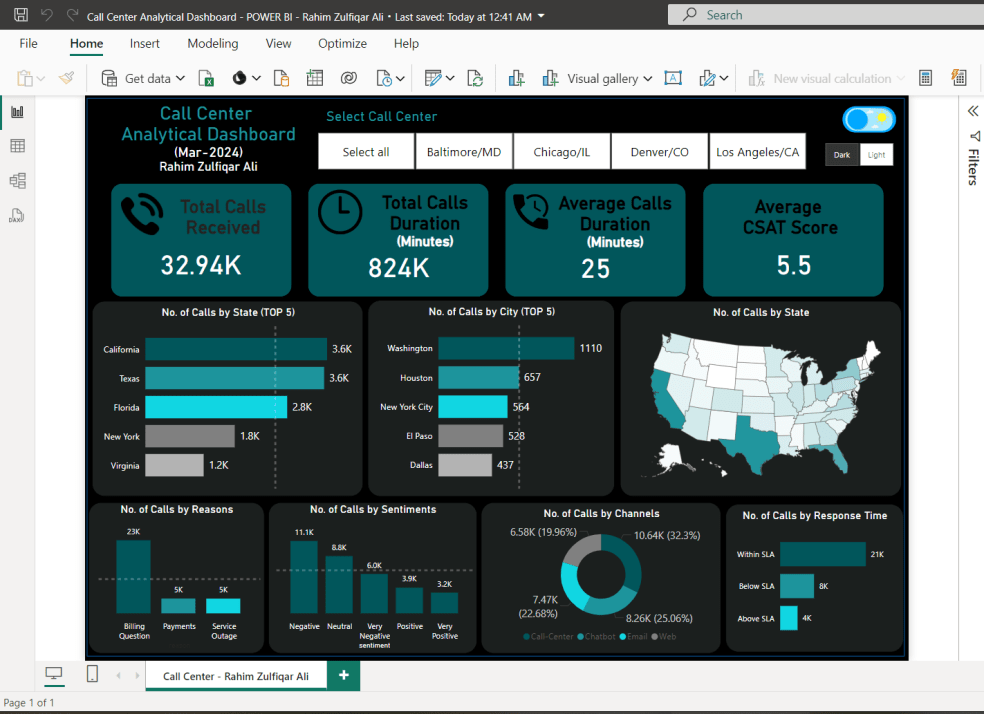 Call Center Analytical Dashboard - POWER BI - Rahim Zulfiqar Ali • Last saved: Today at 12:41 AM
Search
File Home Insert Modeling View Optimize Help
Get data
Visual gallery
New visual calculation
Call Center
Analytical Dashboard
(Mar-2024)
Rahim Zulfiqar Ali
Select Call Center
Select all
Baltimore/MD
Chicago/IL
Denver/CO
Los Angeles/CA
Dark
Light
Filters
Total Calls
Received
32.94K
Total Calls
Duration
(Minutes)
824K
Average Calls
Duration
(Minutes)
25
Average
CSAT Score
5.5
No. of Calls by State (TOP 5)
California 3.6K
Texas 3.6K
Florida 2.8K
New York 1.8K
Virginia 1.2K
No. of Calls by City (TOP 5)
Washington 1110
Houston 657
New York City 564
El Paso 528
Dallas 437
No. of Calls by State
No. of Calls by Reasons
23K
5K
5K
Billing
Question
Payments
Service
Outage
No. of Calls by Sentiments
11.1K
8.8K
6.0K
3.9K
3.2K
Negative
Neutral
Very
Negative
sentiment
Positive
Very
Positive
No. of Calls by Channels
6.58K (19.96%)
10.64K (32.3%)
7.47K
(22.68%)
8.26K (25.06%)
Call-Center Chatbot Email Web
No. of Calls by Response Time
Within SLA 21K
Below SLA 8K
Above SLA 4K
Call Center - Rahim Zulfiqar Ali
+
Page 1 of 1